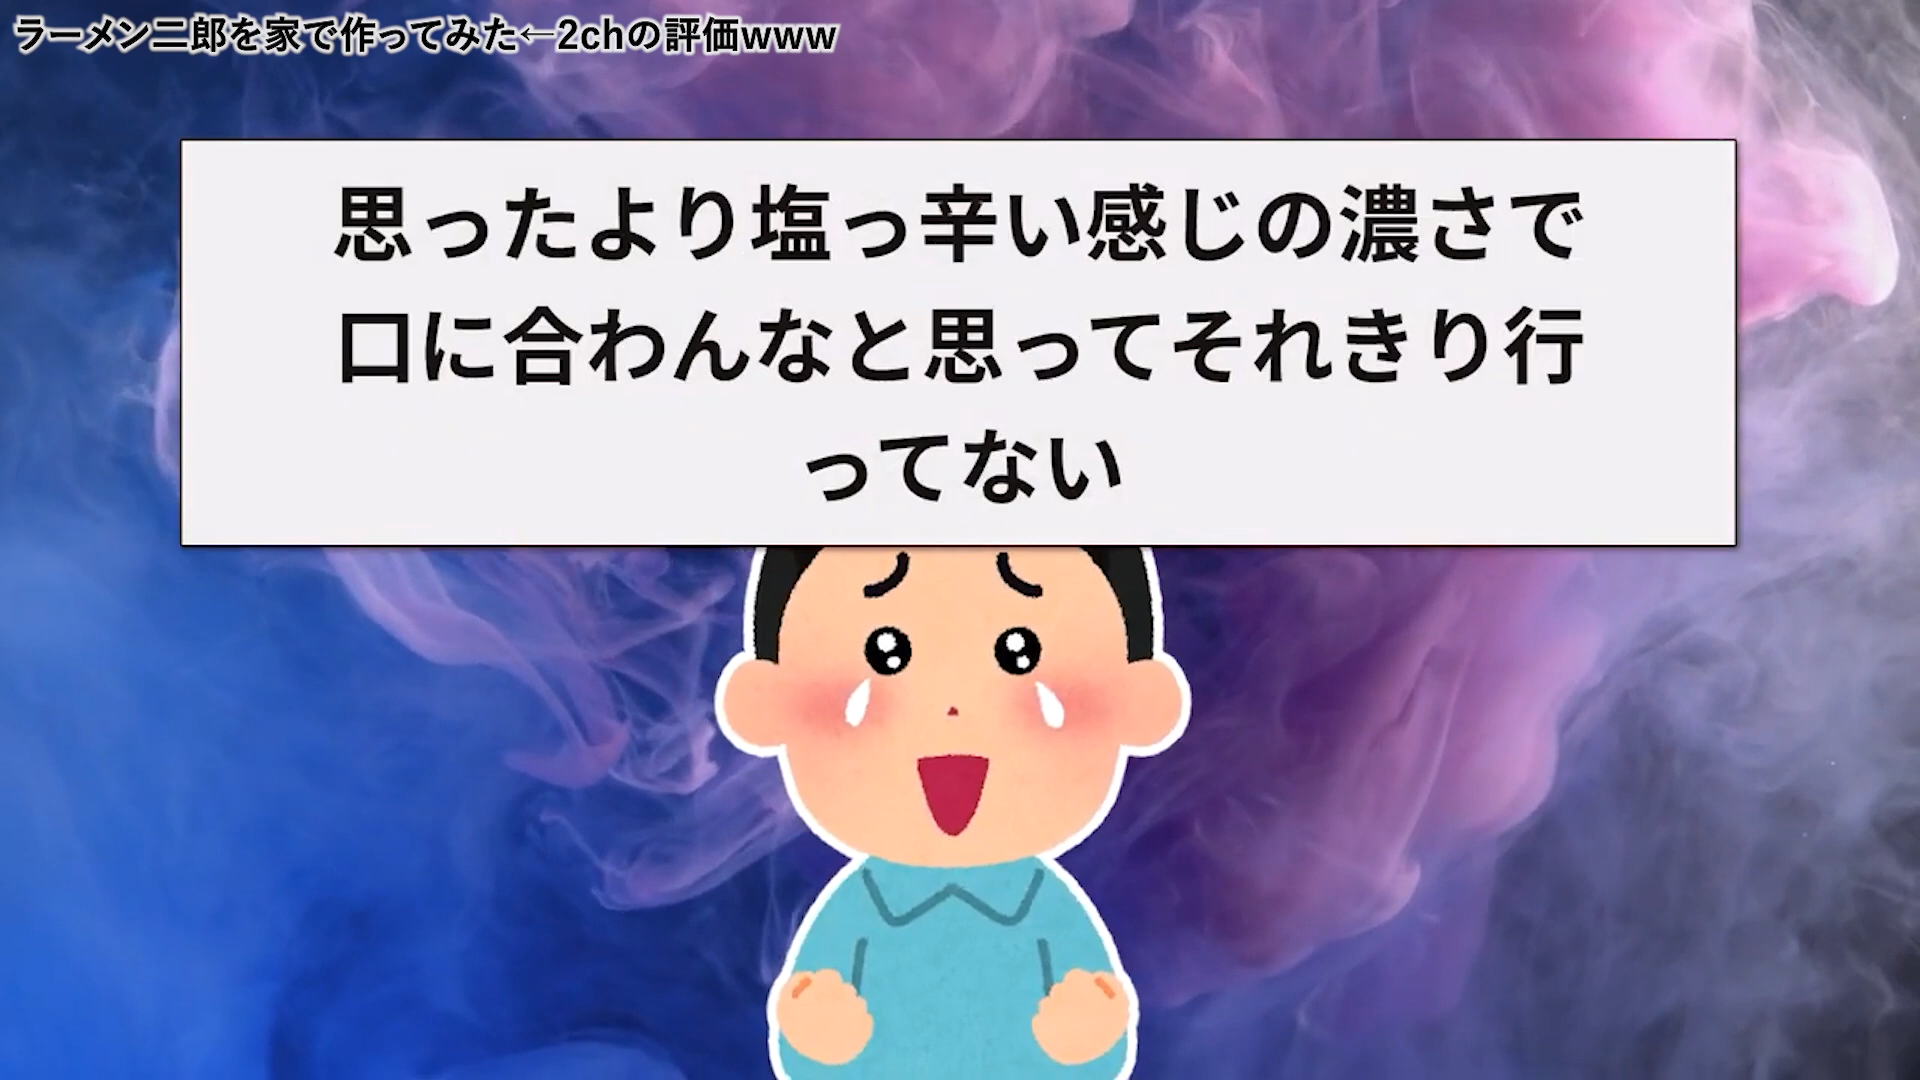 ラーメン二郎を家で作ってみた←2chの評価www
思ったより塩っ辛い感じの濃さで
口に合わんなと思ってそれきり行
ってない